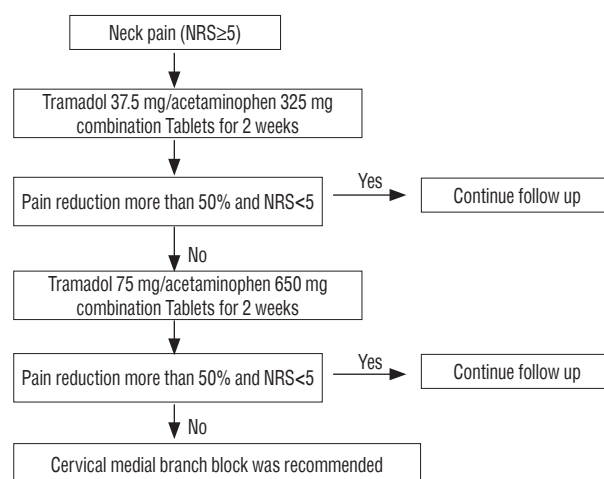 Neck pain (NRS≥5)
Tramadol 37.5 mg/acetaminophen 325 mg
combination Tablets for 2 weeks
Pain reduction more than 50% and NRS<5
Yes
Continue follow up
No
Tramadol 75 mg/acetaminophen 650 mg
combination Tablets for 2 weeks
Pain reduction more than 50% and NRS<5
Yes
Continue follow up
No
Cervical medial branch block was recommended